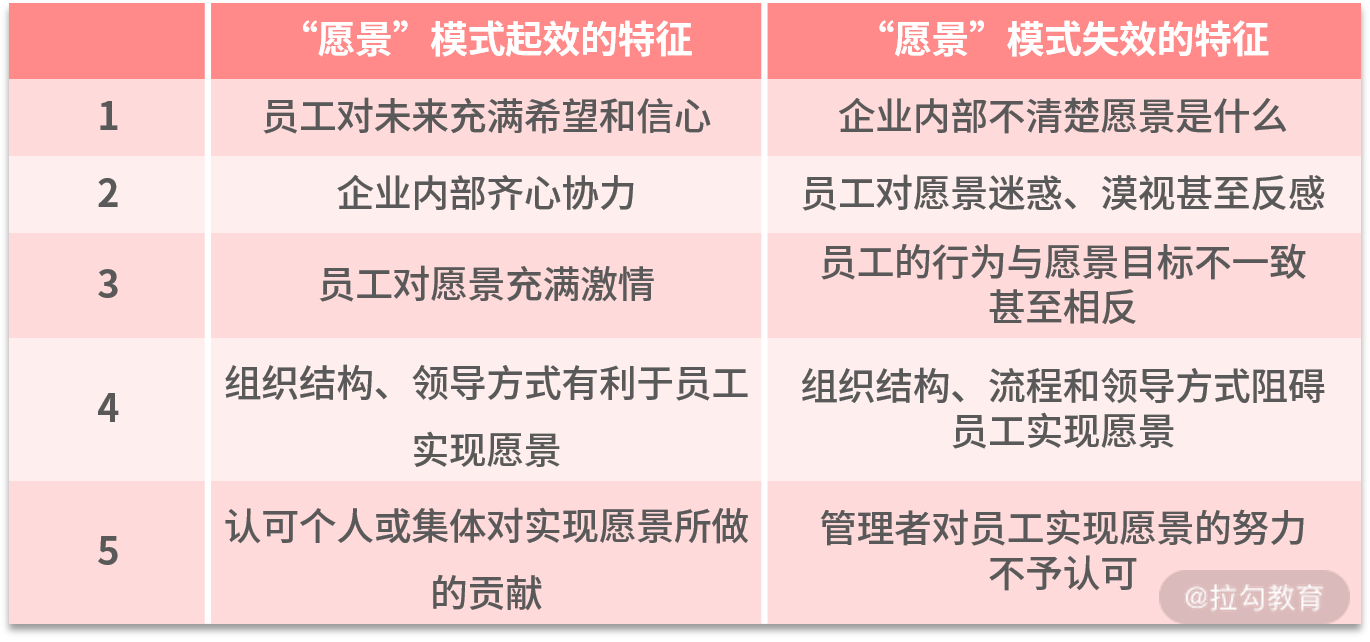 “愿景”模式起效的特征
“愿景”模式失效的特征
1
员工对未来充满希望和信心
企业内部不清楚愿景是什么
2
企业内部齐心协力
员工对愿景迷惑、漠视甚至反感
3
员工对愿景充满激情
员工的行为与愿景目标不一致
甚至相反
4
组织结构、领导方式有利于员工
实现愿景
组织结构、流程和领导方式阻碍
员工实现愿景
5
认可个人或集体对实现愿景所做
的贡献
管理者对员工实现愿景的努力
不予认可
@拉勾教育